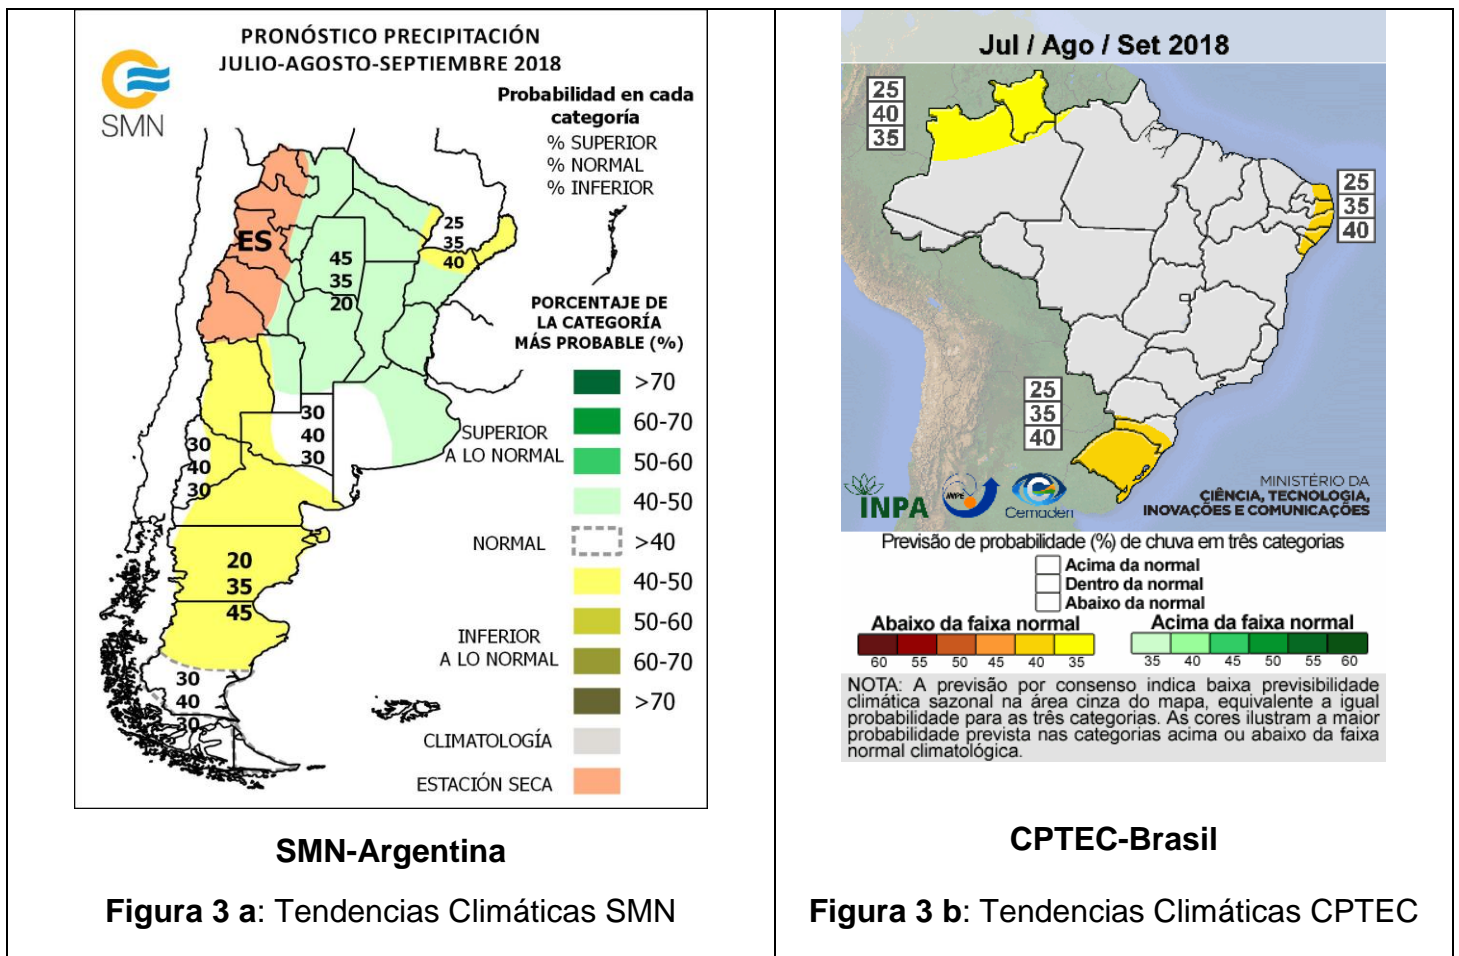 PRONÓSTICO PRECIPITACIÓN
JULIO-AGOSTO-SEPTIEMBRE 2018
SMN
Probabilidad en cada
categoría
% SUPERIOR
% NORMAL
% INFERIOR
ES
25
35
40
45
35
20
30
40
30
30
40
30
20
35
45
30
40
30
PORCENTAJE DE
LA CATEGORÍA
MÁS PROBABLE (%)
>70
60-70
SUPERIOR
A LO NORMAL
50-60
40-50
NORMAL
>40
40-50
50-60
INFERIOR
A LO NORMAL
60-70
>70
CLIMATOLOGÍA
ESTACIÓN SECA
SMN-Argentina
Figura 3 a: Tendencias Climáticas SMN
Jul / Ago / Set 2018
25
40
35
25
35
40
25
35
40
INPA
INPE
Cemaden
MINISTÉRIO DA
CIÊNCIA, TECNOLOGIA,
INOVAÇÕES E COMUNICAÇÕES
Previsão de probabilidade (%) de chuva em três categorias
Acima da normal
Dentro da normal
Abaixo da normal
Abaixo da faixa normal
60 55 50 45 40 35
Acima da faixa normal
35 40 45 50 55 60
NOTA: A previsão por consenso indica baixa previsibilidade
climática sazonal na área cinza do mapa, equivalente a igual
probabilidade para as três categorias. As cores ilustram a maior
probabilidade prevista nas categorias acima ou abaixo da faixa
normal climatológica.
CPTEC-Brasil
Figura 3 b: Tendencias Climáticas CPTEC